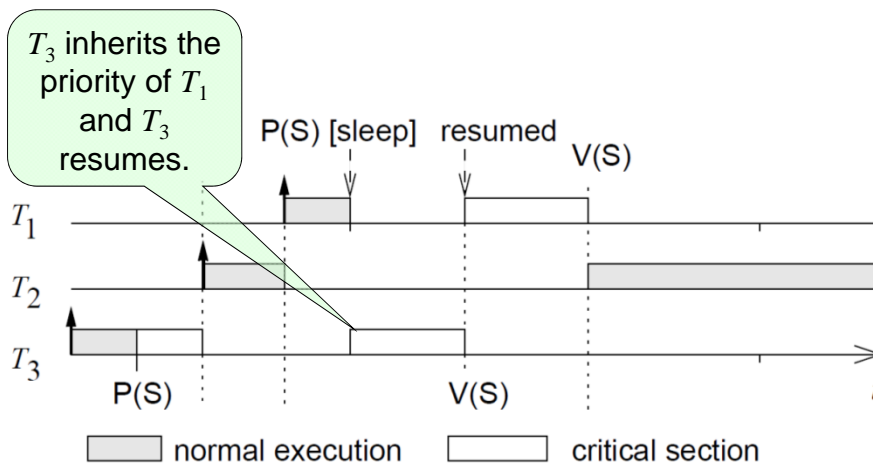 T3 inherits the
priority of T1
and T3
resumes.
P(S) [sleep] resumed
V(S)
T1
T2
T3
P(S)
V(S)
normal execution
critical section